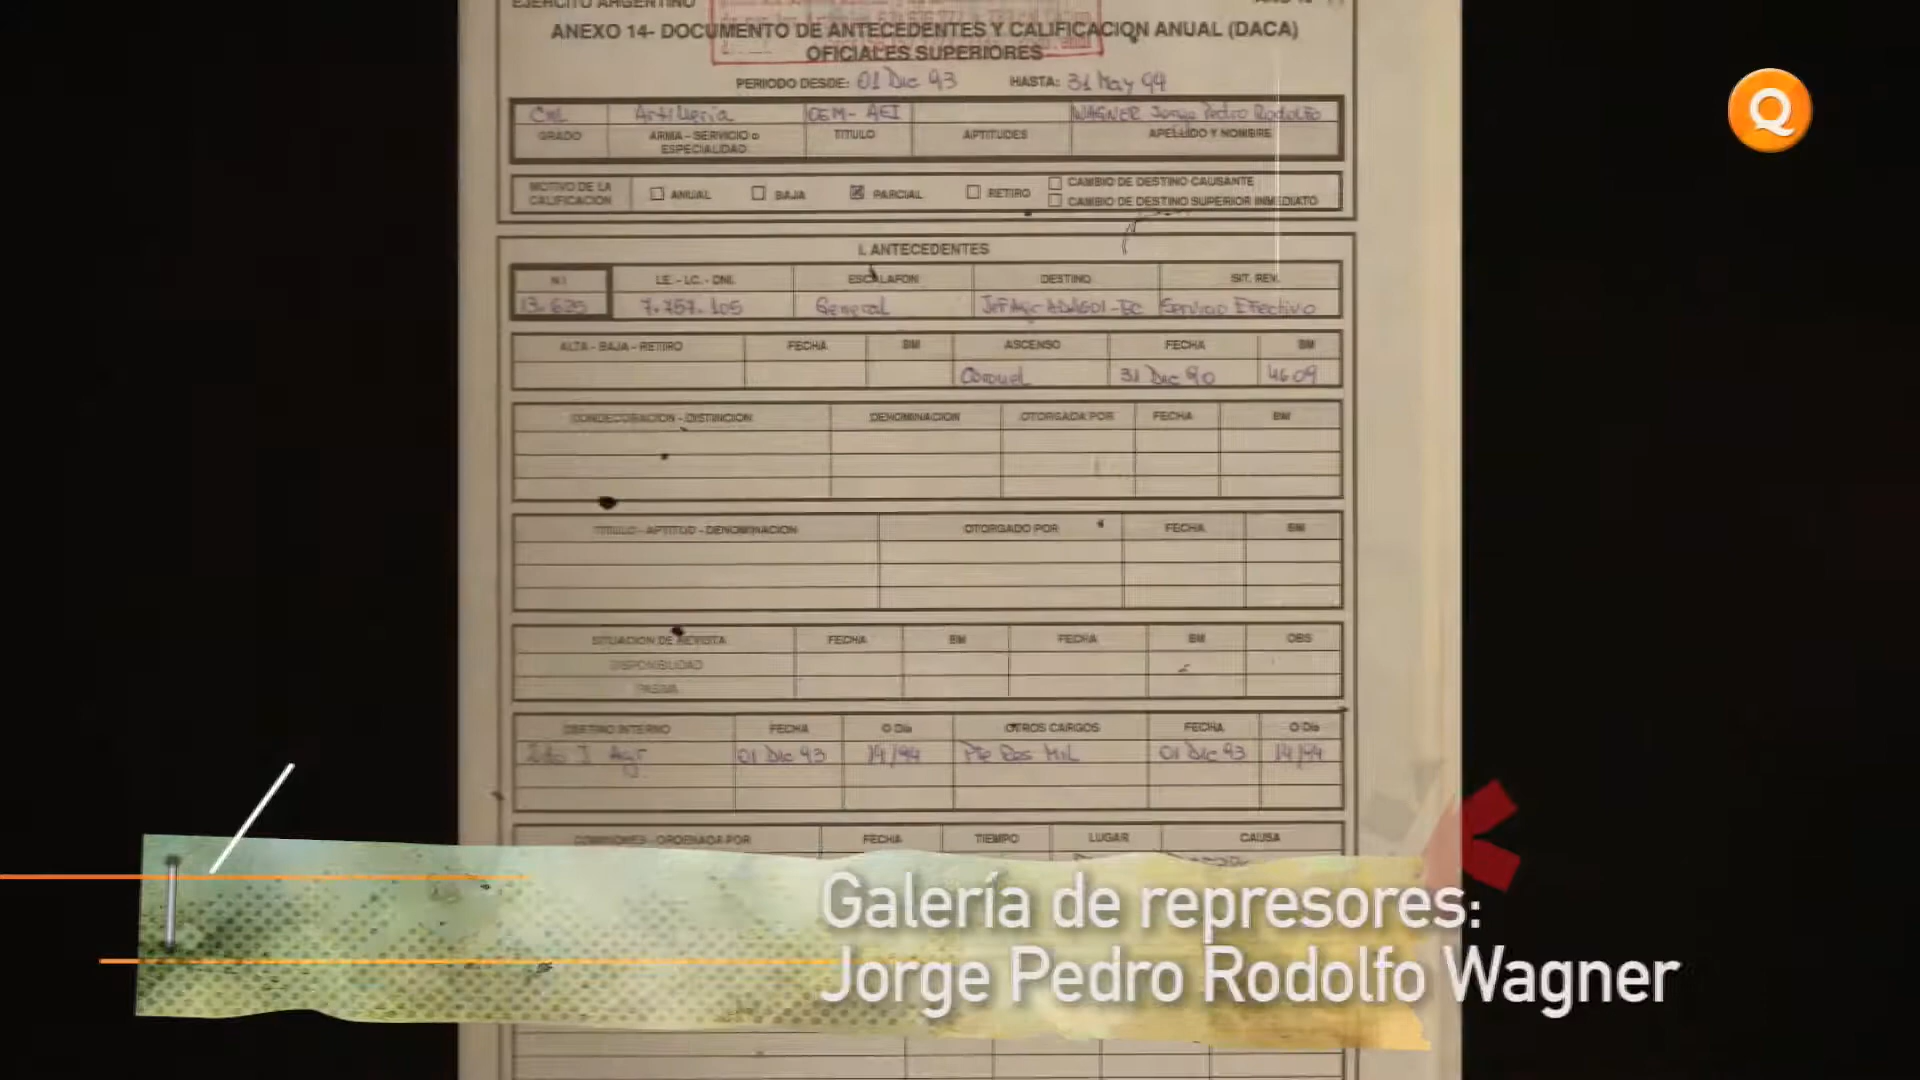 EJERCITO ARGENTINO
ANEXO 14- DOCUMENTO DE ANTECEDENTES Y CALIFICACION ANUAL (DACA)
OFICIALES SUPERIORES
PERIODO DESDE: 01 Dic 93 HASTA: 31 May 94
Cnl Artillería OEM- AEI WAGNER Jorge Pedro Rodolfo
GRADO ARMA - SERVICIO o ESPECIALIDAD TITULO APTITUDES APELLIDO Y NOMBRE
MOTIVO DE LA CALIFICACION ANUAL BAJA PARCIAL RETIRO CAMBIO DE DESTINO CAUSANTE
CAMBIO DE DESTINO SUPERIOR INMEDIATO
I. ANTECEDENTES
N.I L.E. - L.C. - DNI. ESCALAFON DESTINO SIT. REV.
13.625 7.757.105 General Servicio Efectivo
ALTA - BAJA - RETIRO FECHA BM ASCENSO FECHA BM
Coronel 31 Dic 90 4609
CONDECORACION - DISTINCION DENOMINACION OTORGADA POR FECHA BM
TITULO - APTITUD - DENOMINACION OTORGADO POR FECHA BM
SITUACION DE REVISTA FECHA BM FECHA BM OBS
DISPONIBILIDAD
PASIVA
DESTINO INTERNO FECHA O Dia OTROS CARGOS FECHA O Dia
01 Dic 93 14/94 01 Dic 93 14/94
COMISIONES - ORDENADA POR FECHA TIEMPO LUGAR CAUSA
Galería de represores:
Jorge Pedro Rodolfo Wagner
Q